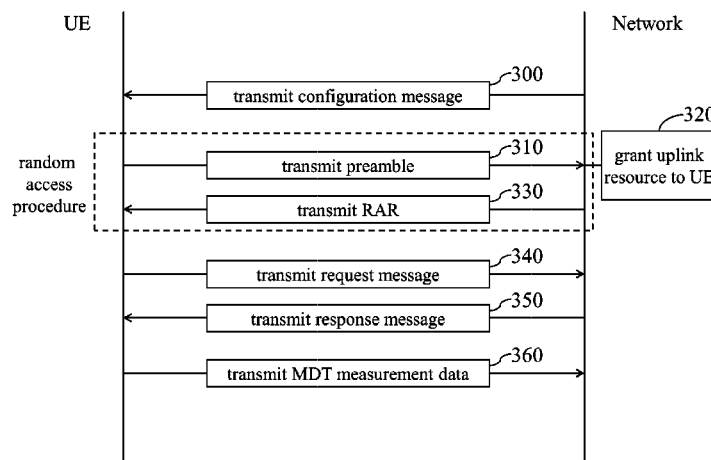 UE
Network
300
transmit configuration message
320
310
grant uplink
resource to UE
random
access
procedure
transmit preamble
330
transmit RAR
340
transmit request message
350
transmit response message
360
transmit MDT measurement data